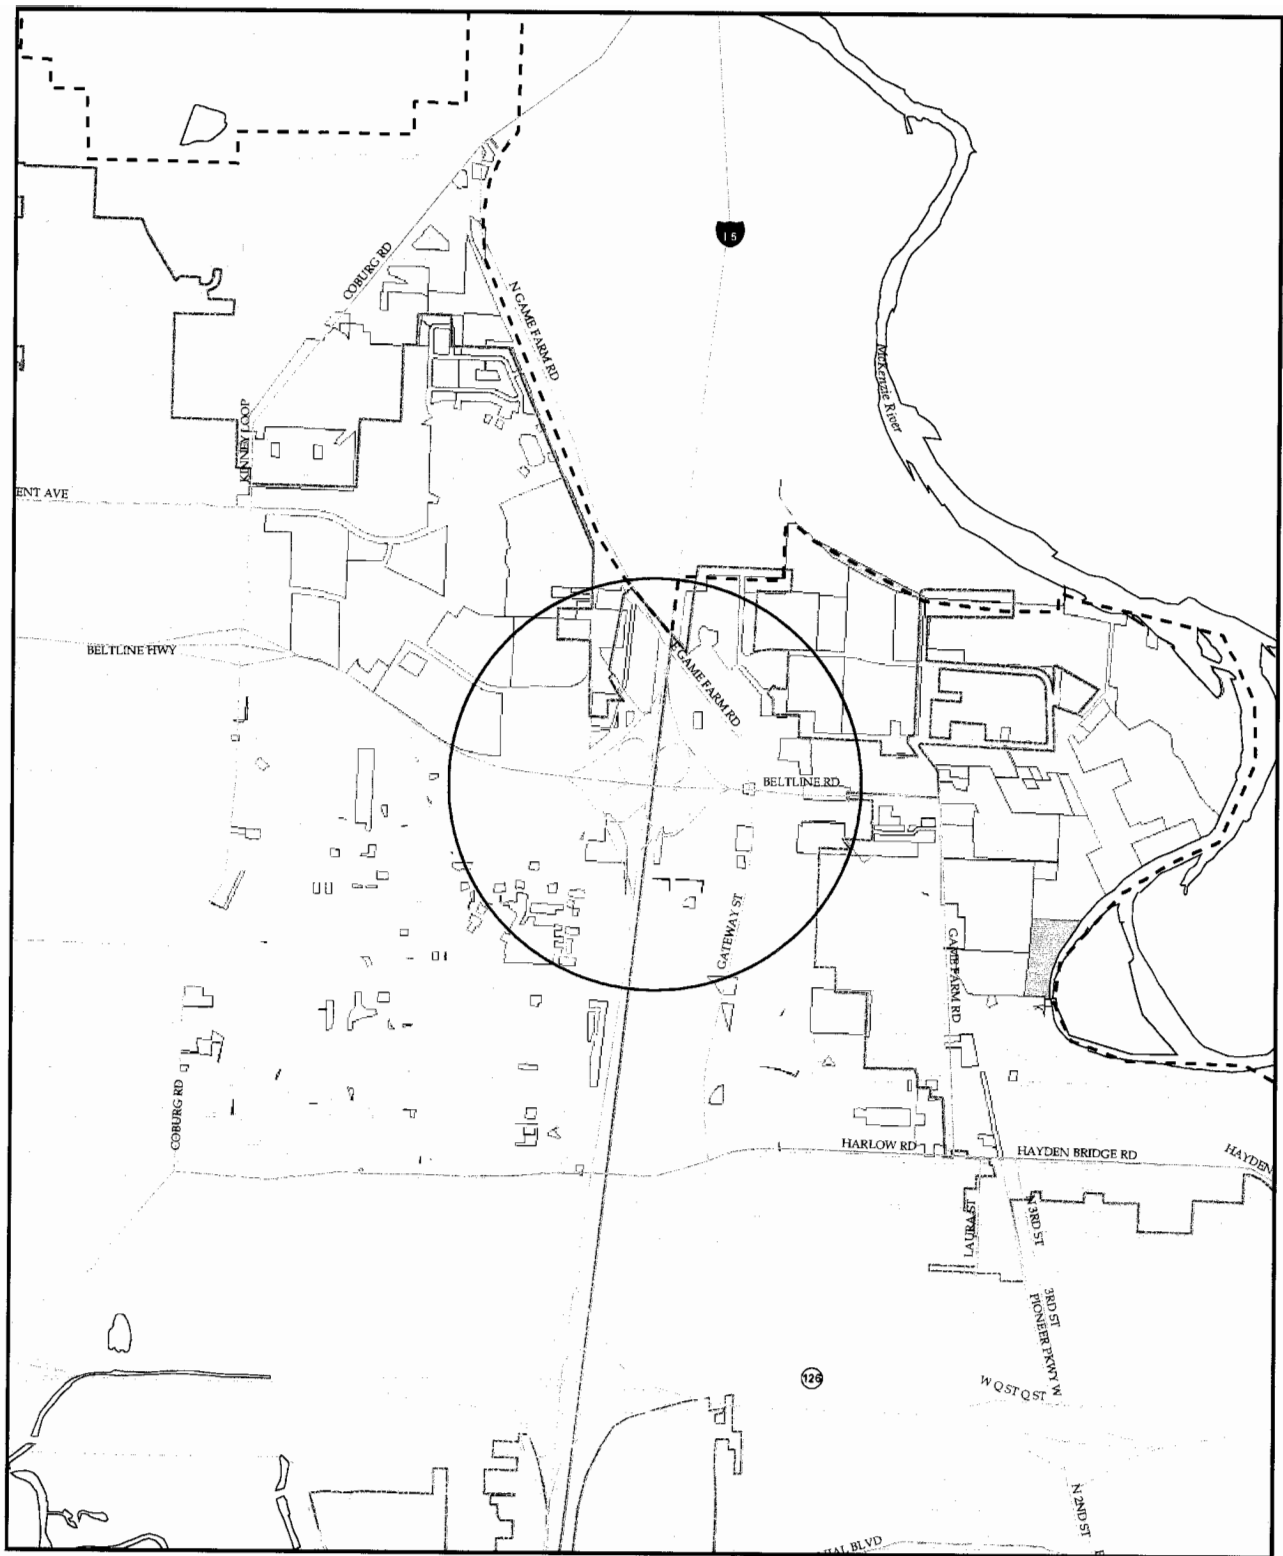 I 5
COBURG RD
N GAME FARM RD
McKenzie River
KINNEY LOOP
ENT AVE
BELTLINE HWY
N GAME FARM RD
BELTLINE RD
GATEWAY ST
GAME FARM RD
COBURG RD
HARLOW RD
HAYDEN BRIDGE RD
HAYDEN
LAURA ST
N 3RD ST
3RD ST
PIONEER PKWY W
126
W Q ST Q ST
N 2ND ST
BLVD